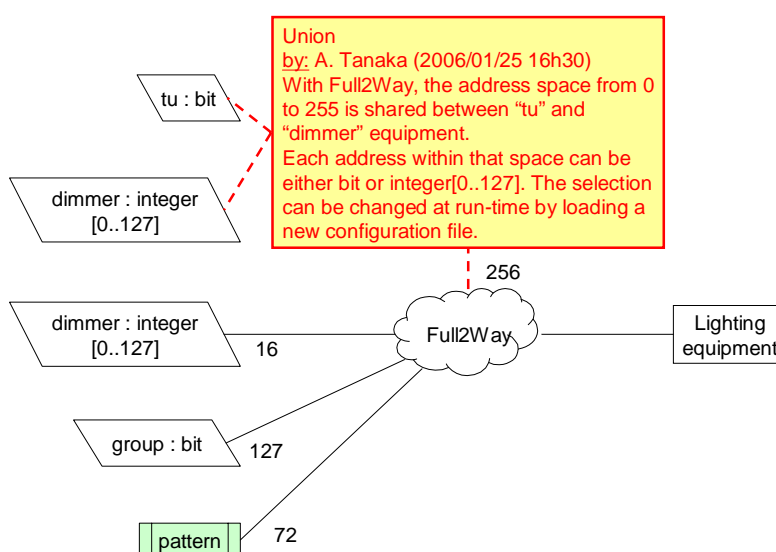 Union
by: A. Tanaka (2006/01/25 16h30)
With Full2Way, the address space from 0
to 255 is shared between “tu” and
“dimmer” equipment.
Each address within that space can be
either bit or integer[0..127]. The selection
can be changed at run-time by loading a
new configuration file.
tu : bit
dimmer : integer
[0..127]
256
dimmer : integer
[0..127]
16
Full2Way
Lighting
equipment
group : bit
127
pattern
72